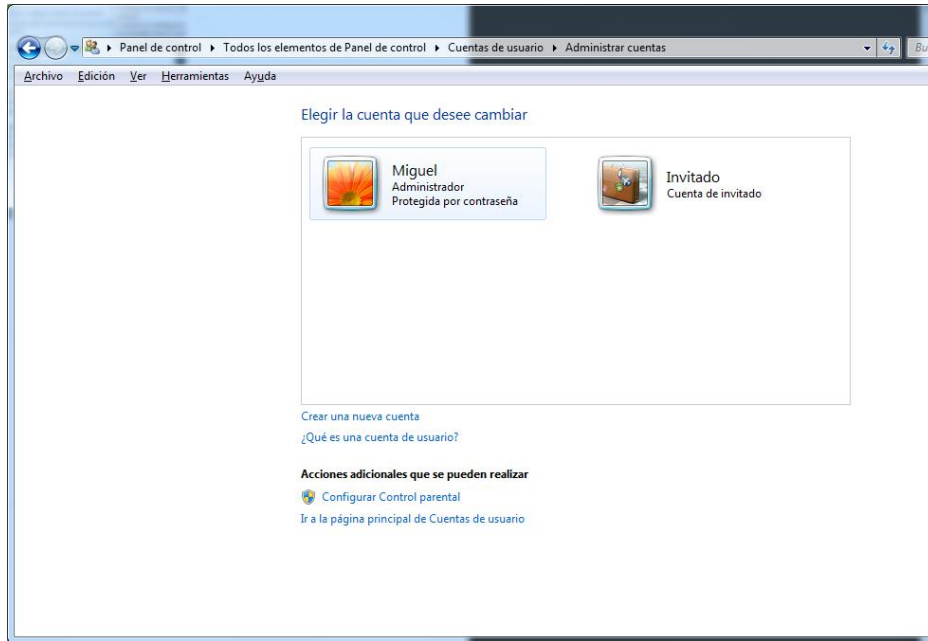 Panel de control ▸ Todos los elementos de Panel de control ▸ Cuentas de usuario ▸ Administrar cuentas
Bu
Archivo Edición Ver Herramientas Ayuda
Elegir la cuenta que desee cambiar
Miguel
Administrador
Protegida por contraseña
Invitado
Cuenta de invitado
Crear una nueva cuenta
¿Qué es una cuenta de usuario?
Acciones adicionales que se pueden realizar
Configurar Control parental
Ir a la página principal de Cuentas de usuario